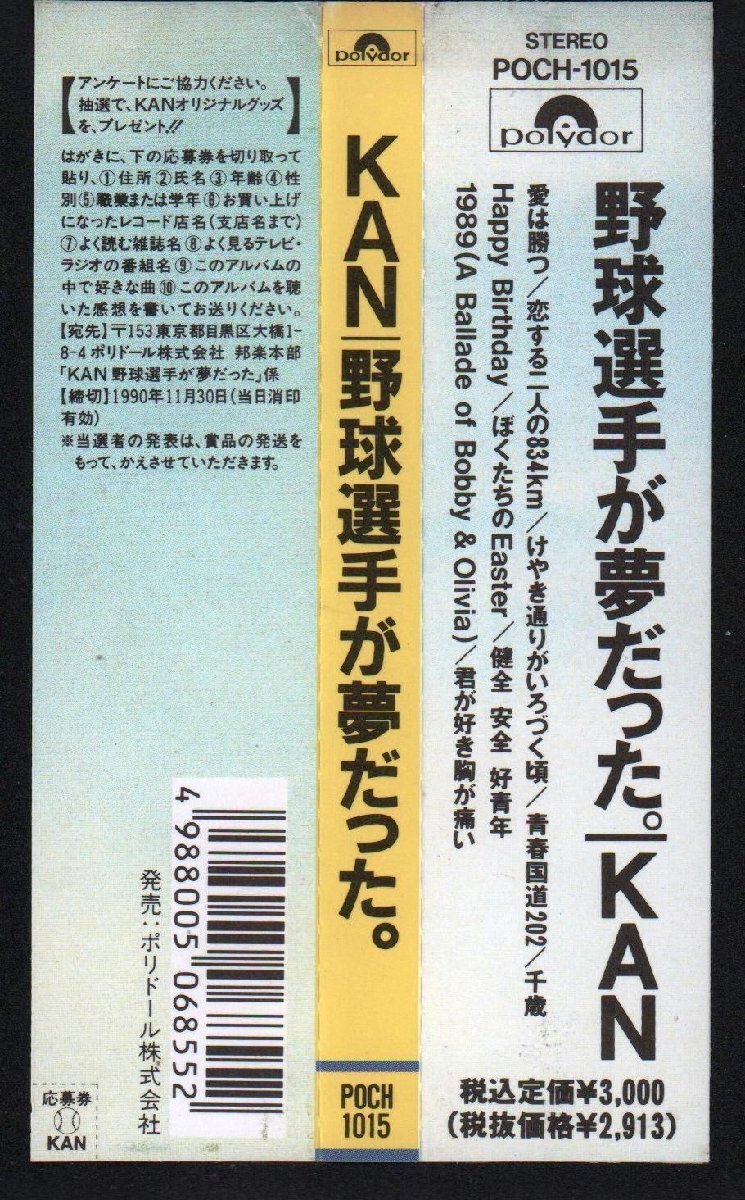 【アンケートにご協力ください。
抽選で、KANオリジナルグッズ
を、プレゼント!!】
はがきに、下の応募券を切り取って
貼り、①住所②氏名③年齢④性
別⑤職業または学年⑥お買い上げ
になったレコード店名(支店名まで)
⑦よく読む雑誌名⑧よく見るテレビ・
ラジオの番組名⑨このアルバムの
中で好きな曲⑩このアルバムを聴
いた感想を書いてお送りください。
【宛先】〒153東京都目黒区大橋1-
8-4ポリドール株式会社 邦楽本部
「KAN野球選手が夢だった」係
【締切】1990年11月30日(当日消印
有効)
※当選者の発表は、賞品の発送を
もって、かえさせていただきます。
4 988005 068552
発売:ポリドール株式会社
応募券
KAN
polydor
KAN|野球選手が夢だった。
POCH
1015
STEREO
POCH-1015
polydor
野球選手が夢だった。|KAN
愛は勝つ/恋する二人の834km/けやき通りがいろづく頃/青春国道202/千歳
Happy Birthday/ぼくたちのEaster/健全 安全 好青年
1989(A Ballade of Bobby & Olivia)/君が好き胸が痛い
税込定価¥3,000
(税抜価格¥2,913)